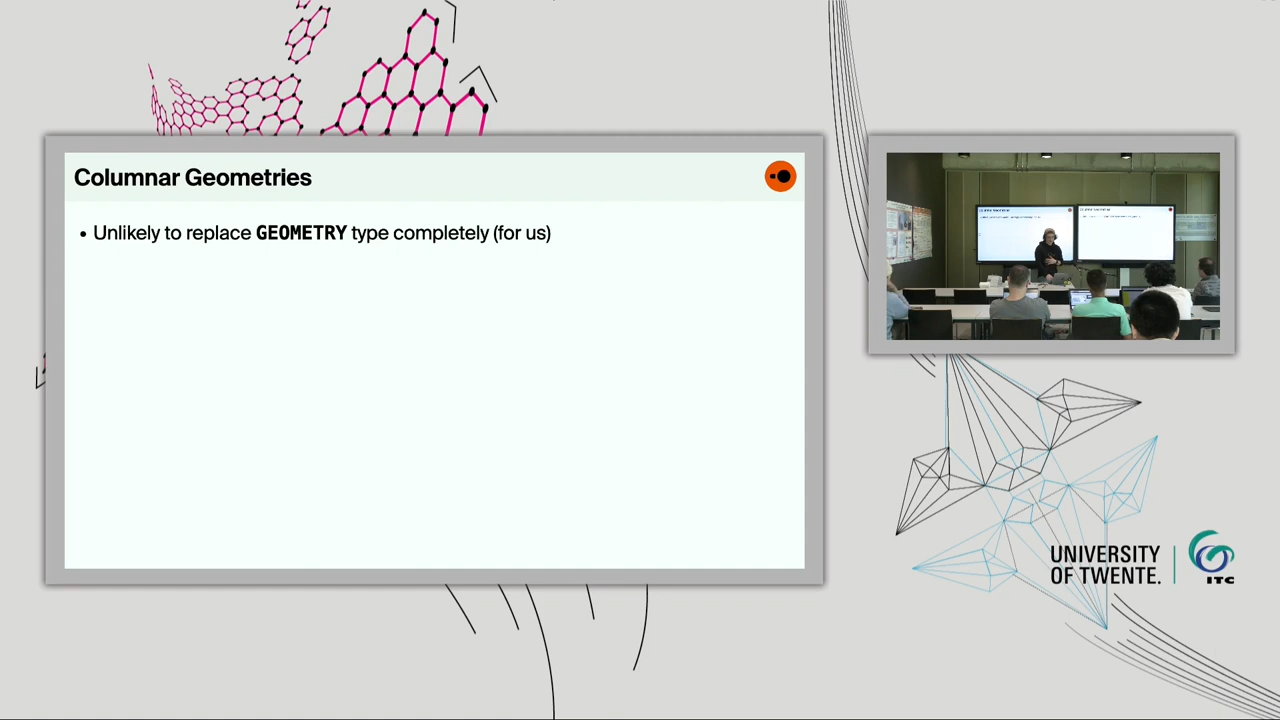 Columnar Geometries
• Unlikely to replace GEOMETRY type completely (for us)
UNIVERSITY
OF TWENTE.
ITC